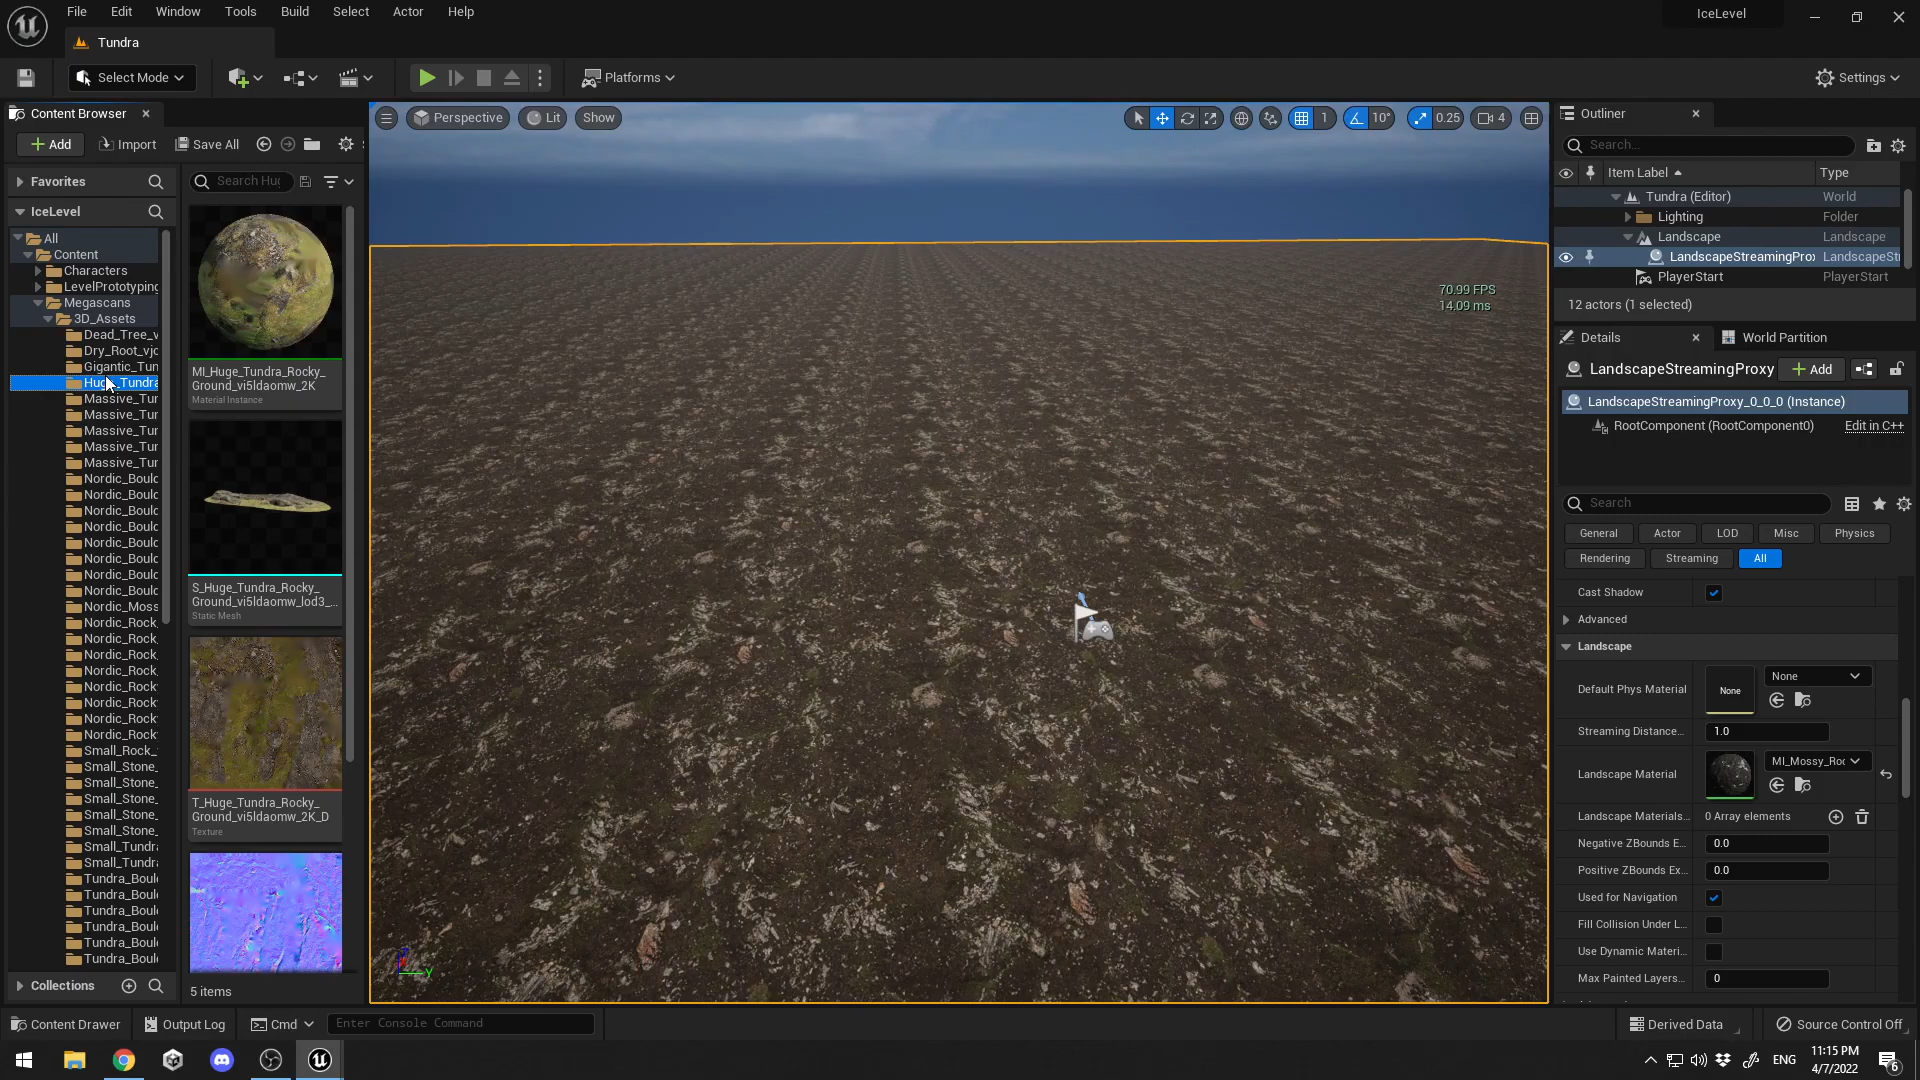 File Edit Window Tools Build Select Actor Help
IceLevel
Tundra
Select Mode
Platforms
Settings
Content Browser
Add Import Save All
Favorites
Search Hug
IceLevel
All
Content
Characters
LevelPrototyping
Megascans
3D_Assets
Dead_Tree_v
Dry_Root_vjc
Gigantic_Tun
Huge_Tundra
Massive_Tur
Massive_Tur
Massive_Tur
Massive_Tur
Massive_Tur
Nordic_Boulc
Nordic_Boulc
Nordic_Boulc
Nordic_Boulc
Nordic_Boulc
Nordic_Boulc
Nordic_Boulc
Nordic_Boulc
Nordic_Moss
Nordic_Rock_
Nordic_Rock_
Nordic_Rock_
Nordic_Rock_
Nordic_Rock
Nordic_Rock
Nordic_Rock
Nordic_Rock
Small_Rock_
Small_Stone_
Small_Stone_
Small_Stone_
Small_Stone_
Small_Stone_
Small_Tundra
Small_Tundra
Tundra_Boul
Tundra_Boul
Tundra_Boul
Tundra_Boul
Tundra_Boul
Tundra_Boul
Collections
MI_Huge_Tundra_Rocky_
Ground_vi5ldaomw_2K
Material Instance
S_Huge_Tundra_Rocky_
Ground_vi5ldaomw_lod3_...
Static Mesh
T_Huge_Tundra_Rocky_
Ground_vi5ldaomw_2K_D
Texture
5 items
Perspective Lit Show
1 10° 0.25 4
70.99 FPS
14.09 ms
Y
Outliner
Search...
Item Label Type
Tundra (Editor) World
Lighting Folder
Landscape Landscape
LandscapeStreamingProx LandscapeSt
PlayerStart PlayerStart
12 actors (1 selected)
Details World Partition
LandscapeStreamingProxy Add
LandscapeStreamingProxy_0_0_0 (Instance)
RootComponent (RootComponent0) Edit in C++
Search
General Actor LOD Misc Physics
Rendering Streaming All
Cast Shadow
Advanced
Landscape
Default Phys Material None None
Streaming Distance... 1.0
Landscape Material MI_Mossy_Roc
Landscape Materials... 0 Array elements
Negative ZBounds E... 0.0
Positive ZBounds Ex... 0.0
Used for Navigation
Fill Collision Under L...
Use Dynamic Materi...
Max Painted Layers... 0
Content Drawer Output Log Cmd Enter Console Command
Derived Data Source Control Off
ENG
11:15 PM
4/7/2022
6